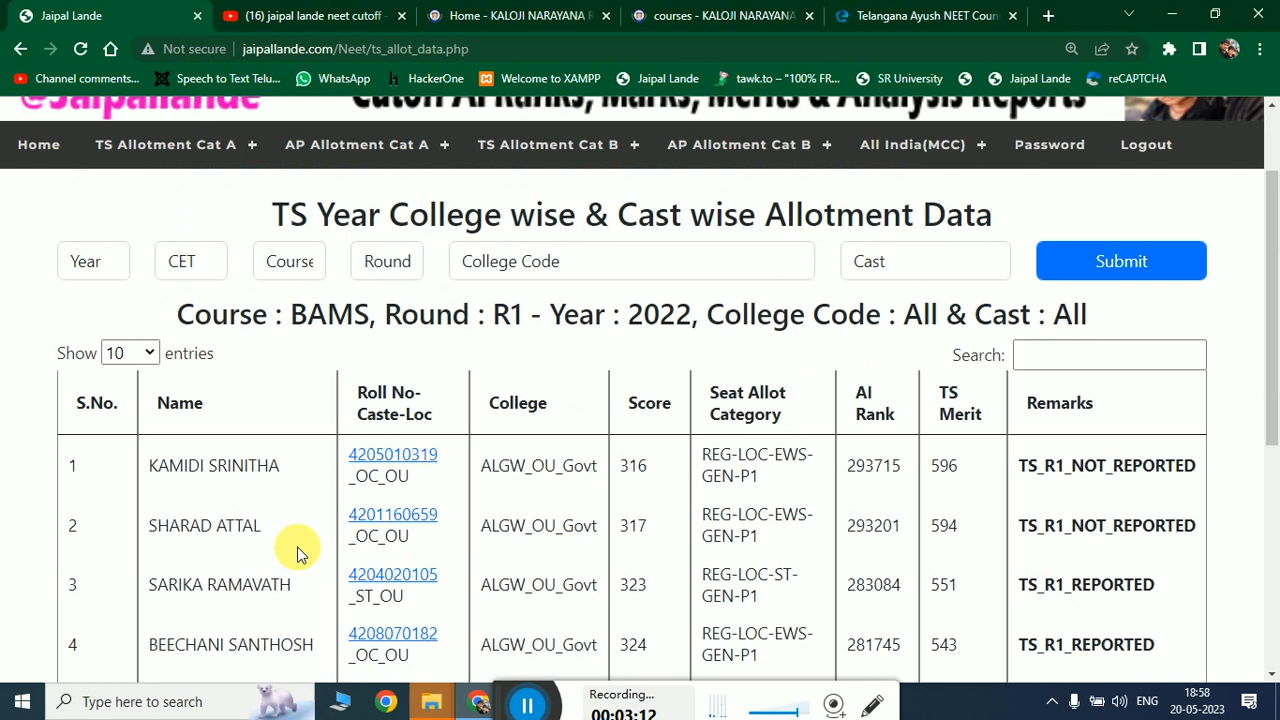 Jaipal Lande
(16) jaipal lande neet cutoff -
Home - KALOJI NARAYANA R
courses - KALOJI NARAYANA
Telangana Ayush NEET Coun
Not secure
jaipallande.com/Neet/ts_allot_data.php
Channel comments...
Speech to Text Telu...
WhatsApp
HackerOne
Welcome to XAMPP
Jaipal Lande
tawk.to – "100% FR...
SR University
Jaipal Lande
reCAPTCHA
@Jaipallande
Cutoff AI Ranks, Marks, Merits & Analysis Reports
Home
TS Allotment Cat A +
AP Allotment Cat A +
TS Allotment Cat B +
AP Allotment Cat B +
All India(MCC) +
Password
Logout
TS Year College wise & Cast wise Allotment Data
Year
CET
Course
Round
College Code
Cast
Submit
Course : BAMS, Round : R1 - Year : 2022, College Code : All & Cast : All
Show 10 entries
Search:
S.No. Name Roll No-Caste-Loc College Score Seat Allot Category AI Rank TS Merit Remarks
1 KAMIDI SRINITHA 4205010319_OC_OU ALGW_OU_Govt 316 REG-LOC-EWS-GEN-P1 293715 596 TS_R1_NOT_REPORTED
2 SHARAD ATTAL 4201160659_OC_OU ALGW_OU_Govt 317 REG-LOC-EWS-GEN-P1 293201 594 TS_R1_NOT_REPORTED
3 SARIKA RAMAVATH 4204020105_ST_OU ALGW_OU_Govt 323 REG-LOC-ST-GEN-P1 283084 551 TS_R1_REPORTED
4 BEECHANI SANTHOSH 4208070182_OC_OU ALGW_OU_Govt 324 REG-LOC-EWS-GEN-P1 281745 543 TS_R1_REPORTED
Type here to search
Recording...
00:03:12
ENG
18:58
20-05-2023